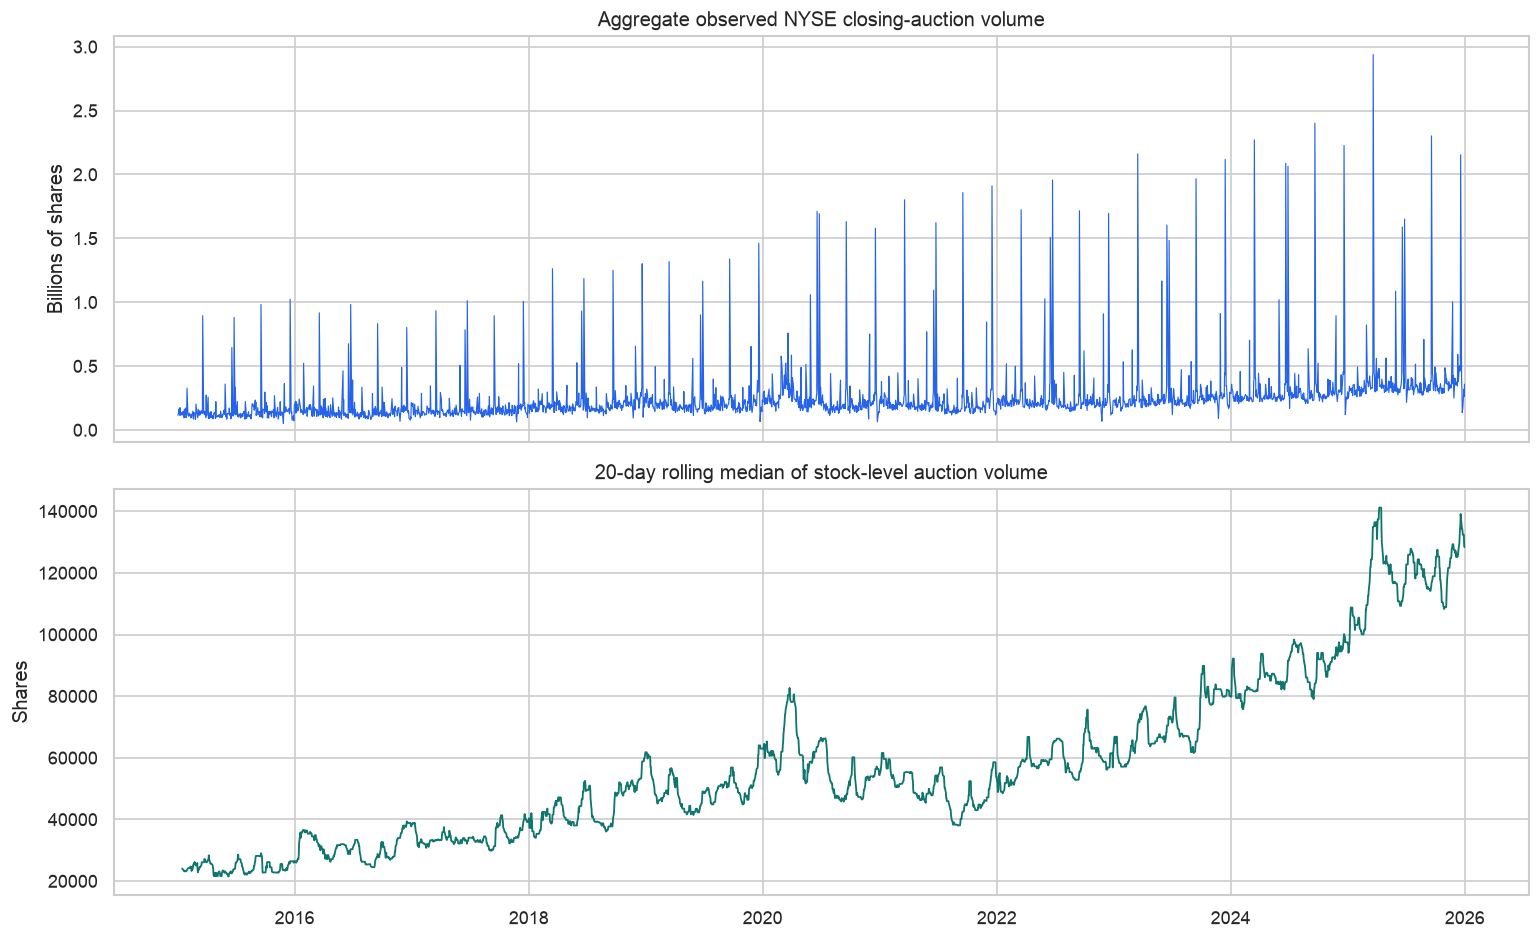 Aggregate observed NYSE closing-auction volume
3.0
2.5
2.0
1.5
1.0
0.5
0.0
Billions of shares
20-day rolling median of stock-level auction volume
140000
120000
100000
80000
60000
40000
20000
Shares
2016 2018 2020 2022 2024 2026